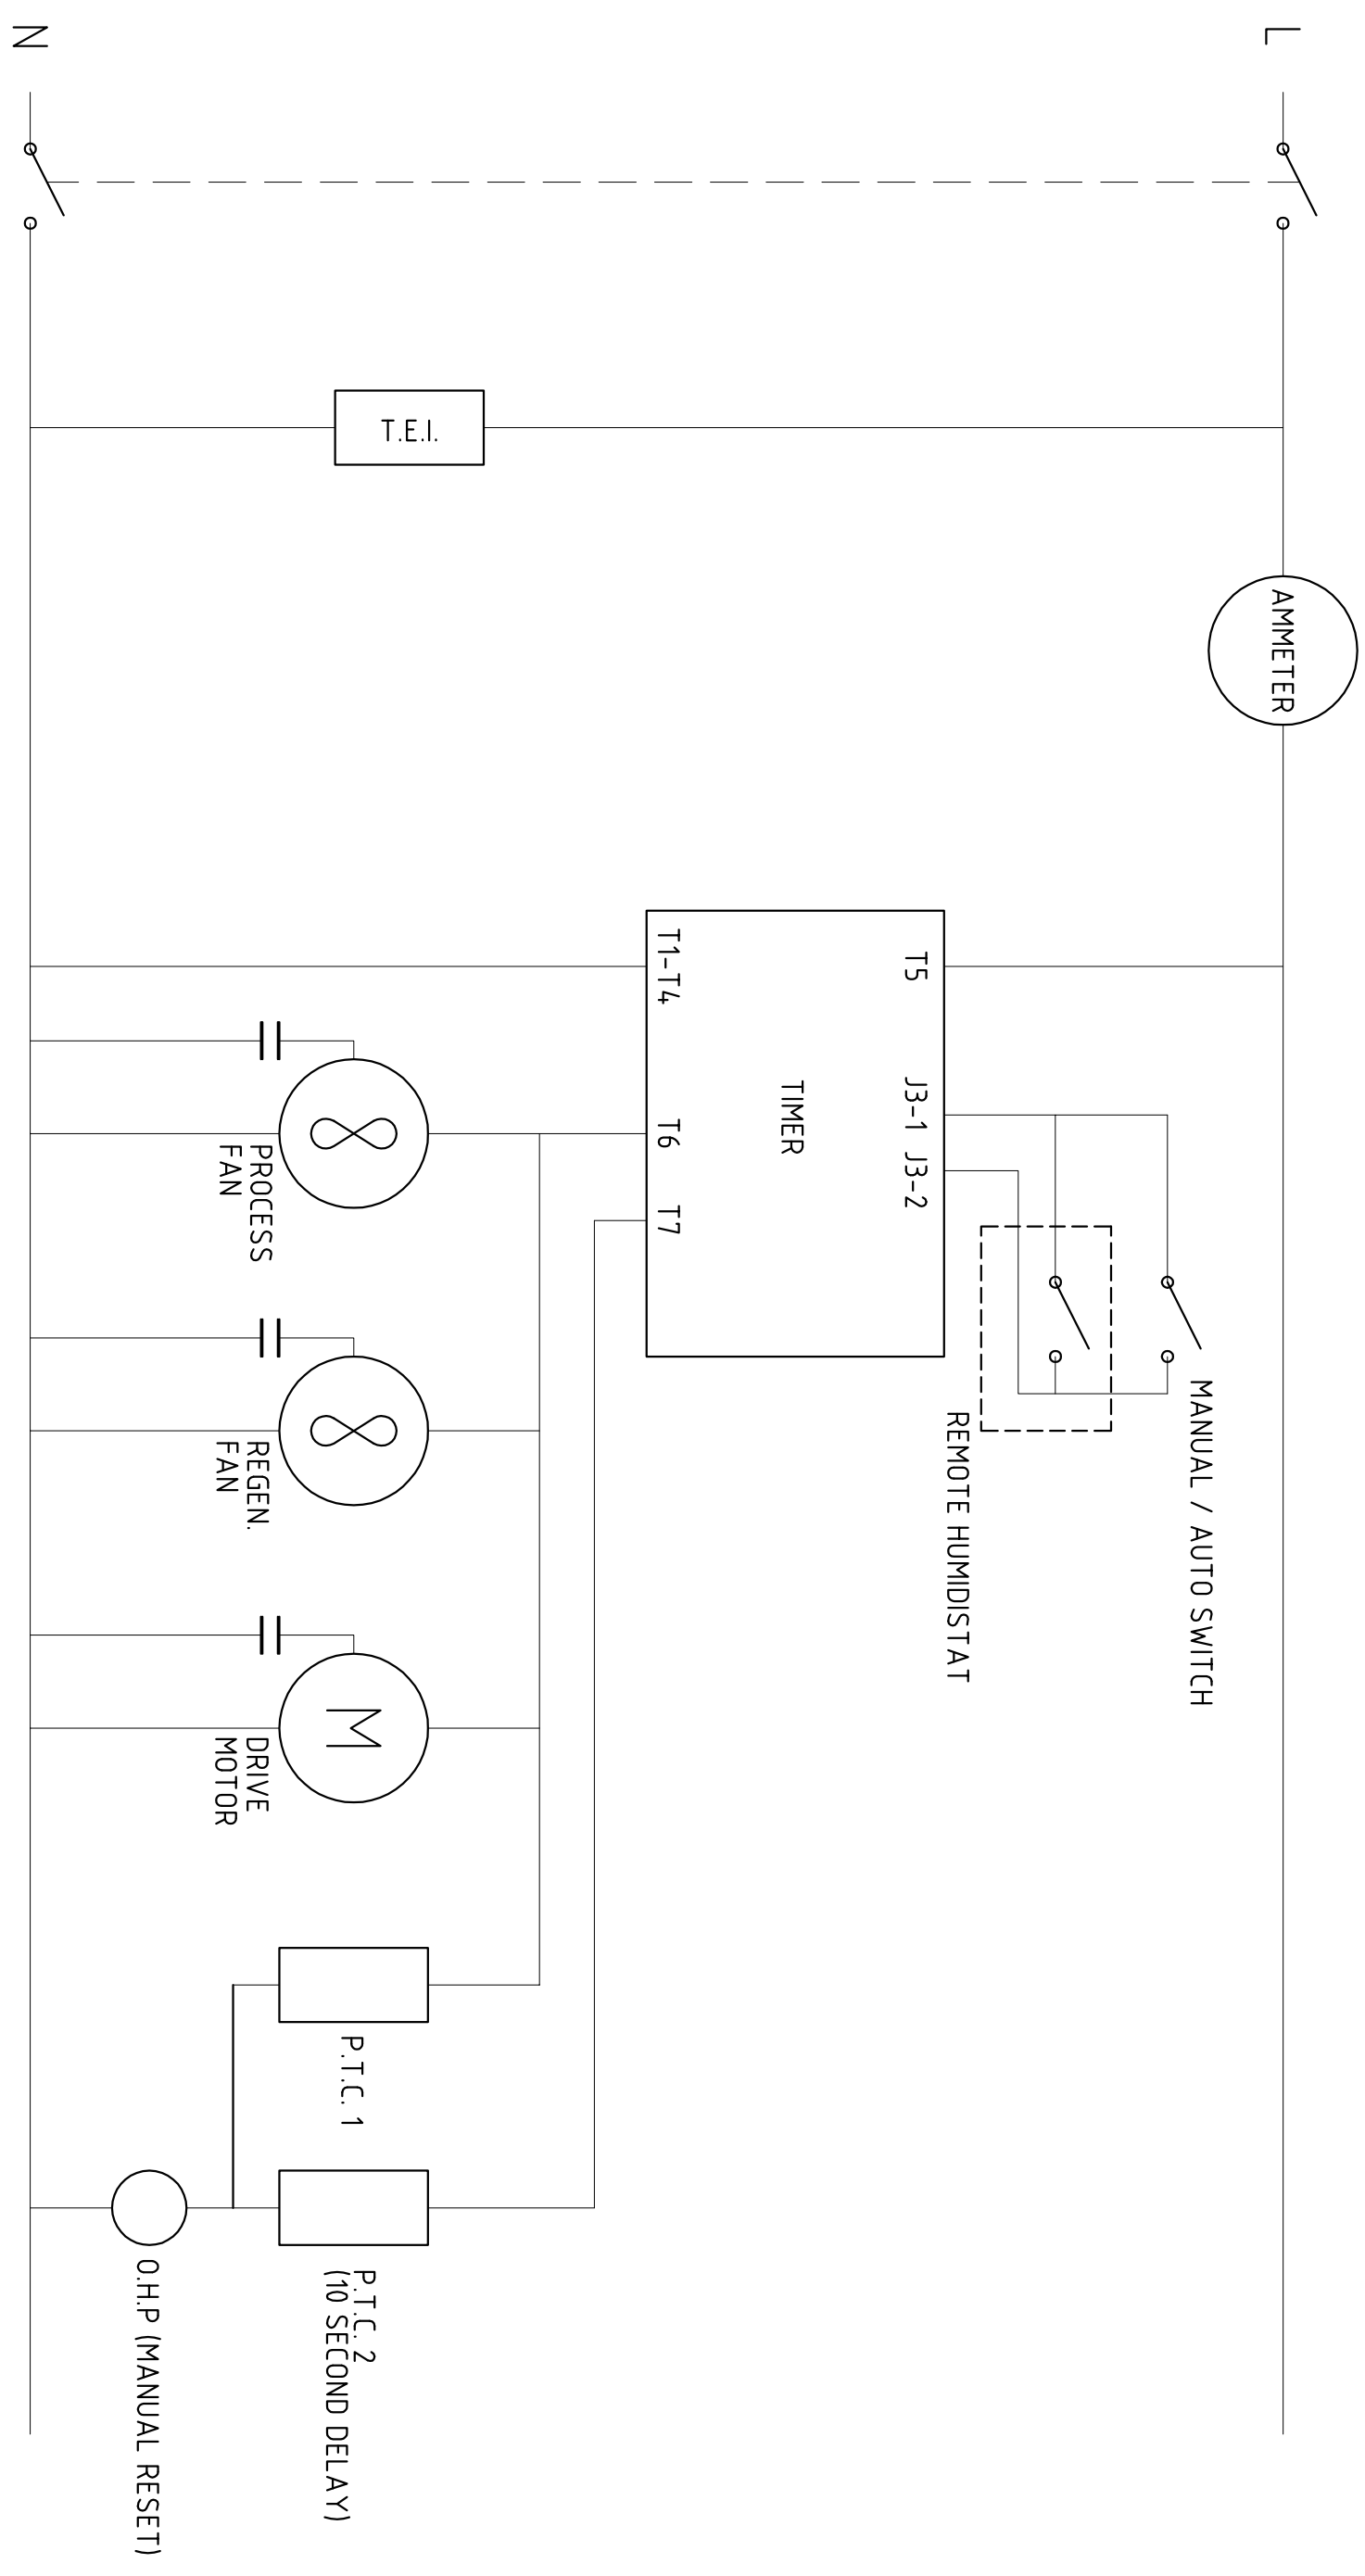 L
N
T.E.I.
AMMETER
T5
J3-1
J3-2
TIMER
T1-T4
T6
T7
MANUAL / AUTO SWITCH
REMOTE HUMIDISTAT
PROCESS
FAN
REGEN.
FAN
DRIVE
MOTOR
P.T.C. 1
P.T.C. 2
(10 SECOND DELAY)
O.H.P (MANUAL RESET)
M